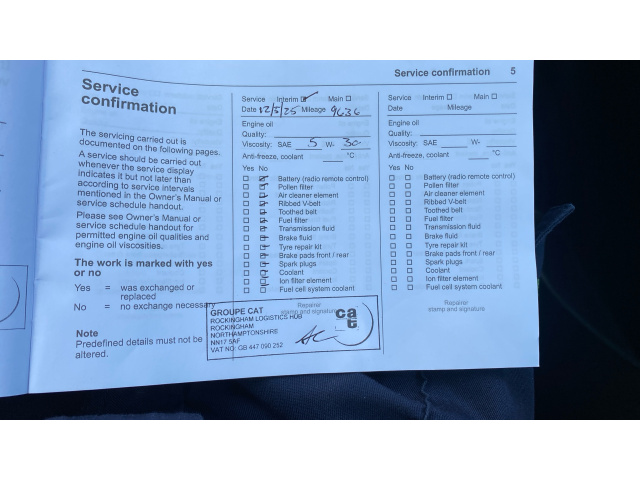 Service confirmation 5
Service
confirmation
The servicing carried out is
documented on the following pages.
A service should be carried out
whenever the service display
indicates it but not later than
according to service intervals
mentioned in the Owner's Manual or
service schedule handout.
Please see Owner's Manual or
service schedule handout for
permitted engine oil qualities and
engine oil viscosities.
The work is marked with yes
or no
Yes = was exchanged or
replaced
No = no exchange necessary
Note
Predefined details must not be
altered.
Service Interim Main
Date 12/5/25 Mileage 9636
Engine oil
Quality:
Viscosity: SAE 5 W- 30
Anti-freeze, coolant °C
Yes No
Battery (radio remote control)
Pollen filter
Air cleaner element
Ribbed V-belt
Toothed belt
Fuel filter
Transmission fluid
Brake fluid
Tyre repair kit
Brake pads front / rear
Spark plugs
Coolant
Ion filter element
Fuel cell system coolant
Repairer
stamp and signature
GROUPE CAT
ROCKINGHAM LOGISTICS HUB
ROCKINGHAM
NORTHAMPTONSHIRE
NN17 5AF
VAT NO: GB 447 090 252
cat
Service Interim Main
Date Mileage
Engine oil
Quality:
Viscosity: SAE W-
Anti-freeze, coolant °C
Yes No
Battery (radio remote control)
Pollen filter
Air cleaner element
Ribbed V-belt
Toothed belt
Fuel filter
Transmission fluid
Brake fluid
Tyre repair kit
Brake pads front / rear
Spark plugs
Coolant
Ion filter element
Fuel cell system coolant
Repairer
stamp and signature